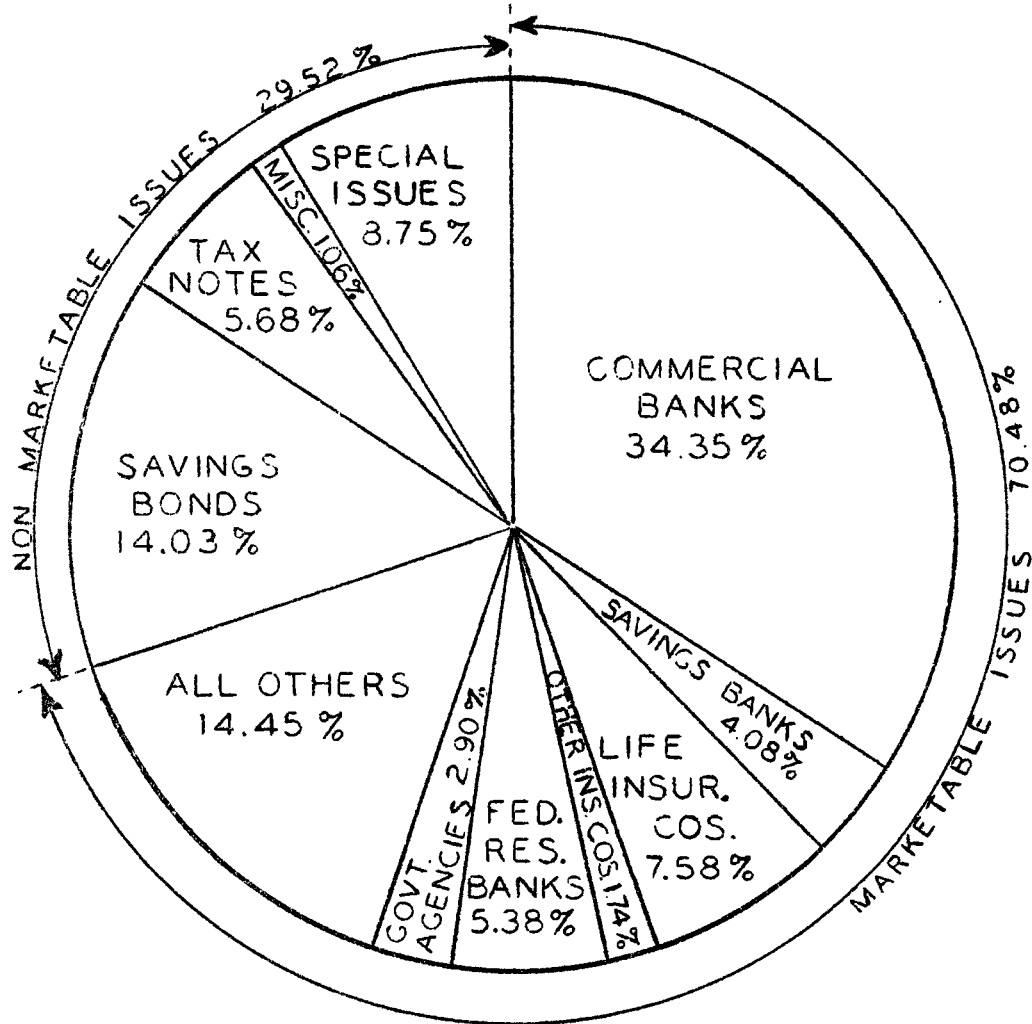 NON MARKETABLE ISSUES 29.52%
SPECIAL
ISSUES
8.75%
MISC. 1.06%
TAX
NOTES
5.68%
SAVINGS
BONDS
14.03%
COMMERCIAL
BANKS
34.35%
MARKETABLE ISSUES 70.48%
SAVINGS BANKS
4.08%
LIFE
INSUR.
COS.
7.58%
OTHER INS. COS. 1.74%
FED.
RES.
BANKS
5.38%
GOVT.
AGENCIES 2.90%
ALL OTHERS
14.45%